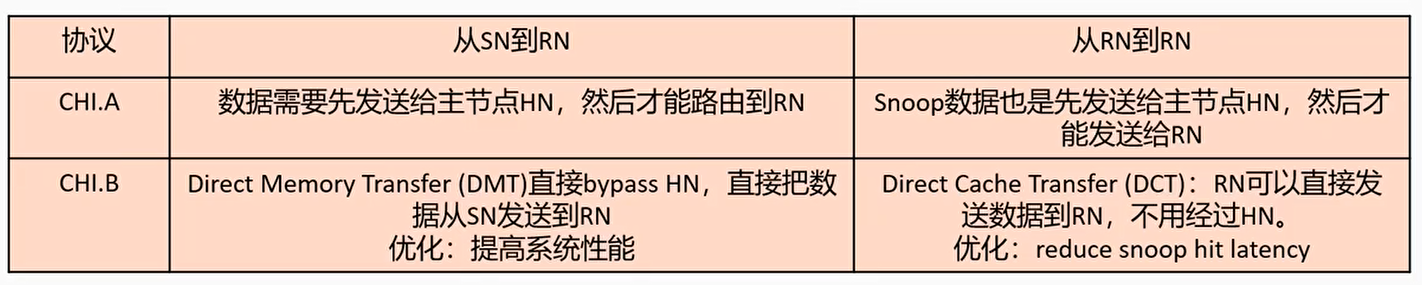 协议
从SN到RN
从RN到RN
CHI.A
数据需要先发送给主节点HN，然后才能路由到RN
Snoop数据也是先发送给主节点HN，然后才
能发送给RN
CHI.B
Direct Memory Transfer (DMT)直接bypass HN，直接把数
据从SN发送到RN
优化：提高系统性能
Direct Cache Transfer (DCT)：RN可以直接发
送数据到RN，不用经过HN。
优化：reduce snoop hit latency